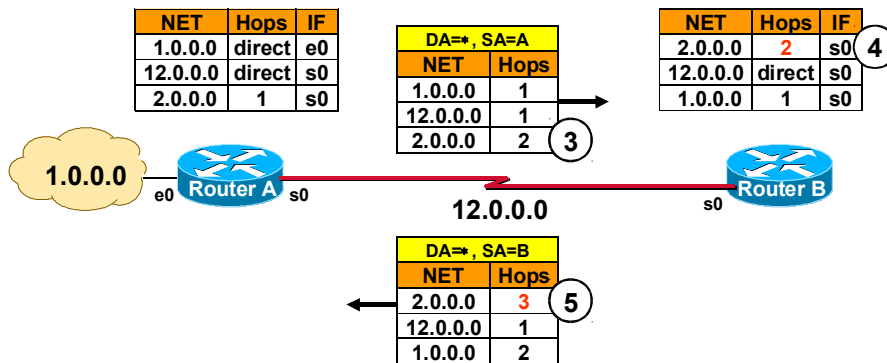 NET Hops IF
1.0.0.0 direct e0
12.0.0.0 direct s0
2.0.0.0 1 s0
DA=*, SA=A
NET Hops
1.0.0.0 1
12.0.0.0 1
2.0.0.0 2
3
NET Hops IF
2.0.0.0 2 s0
12.0.0.0 direct s0
1.0.0.0 1 s0
4
1.0.0.0
e0
Router A
s0
12.0.0.0
s0
Router B
DA=*, SA=B
NET Hops
2.0.0.0 3
12.0.0.0 1
1.0.0.0 2
5